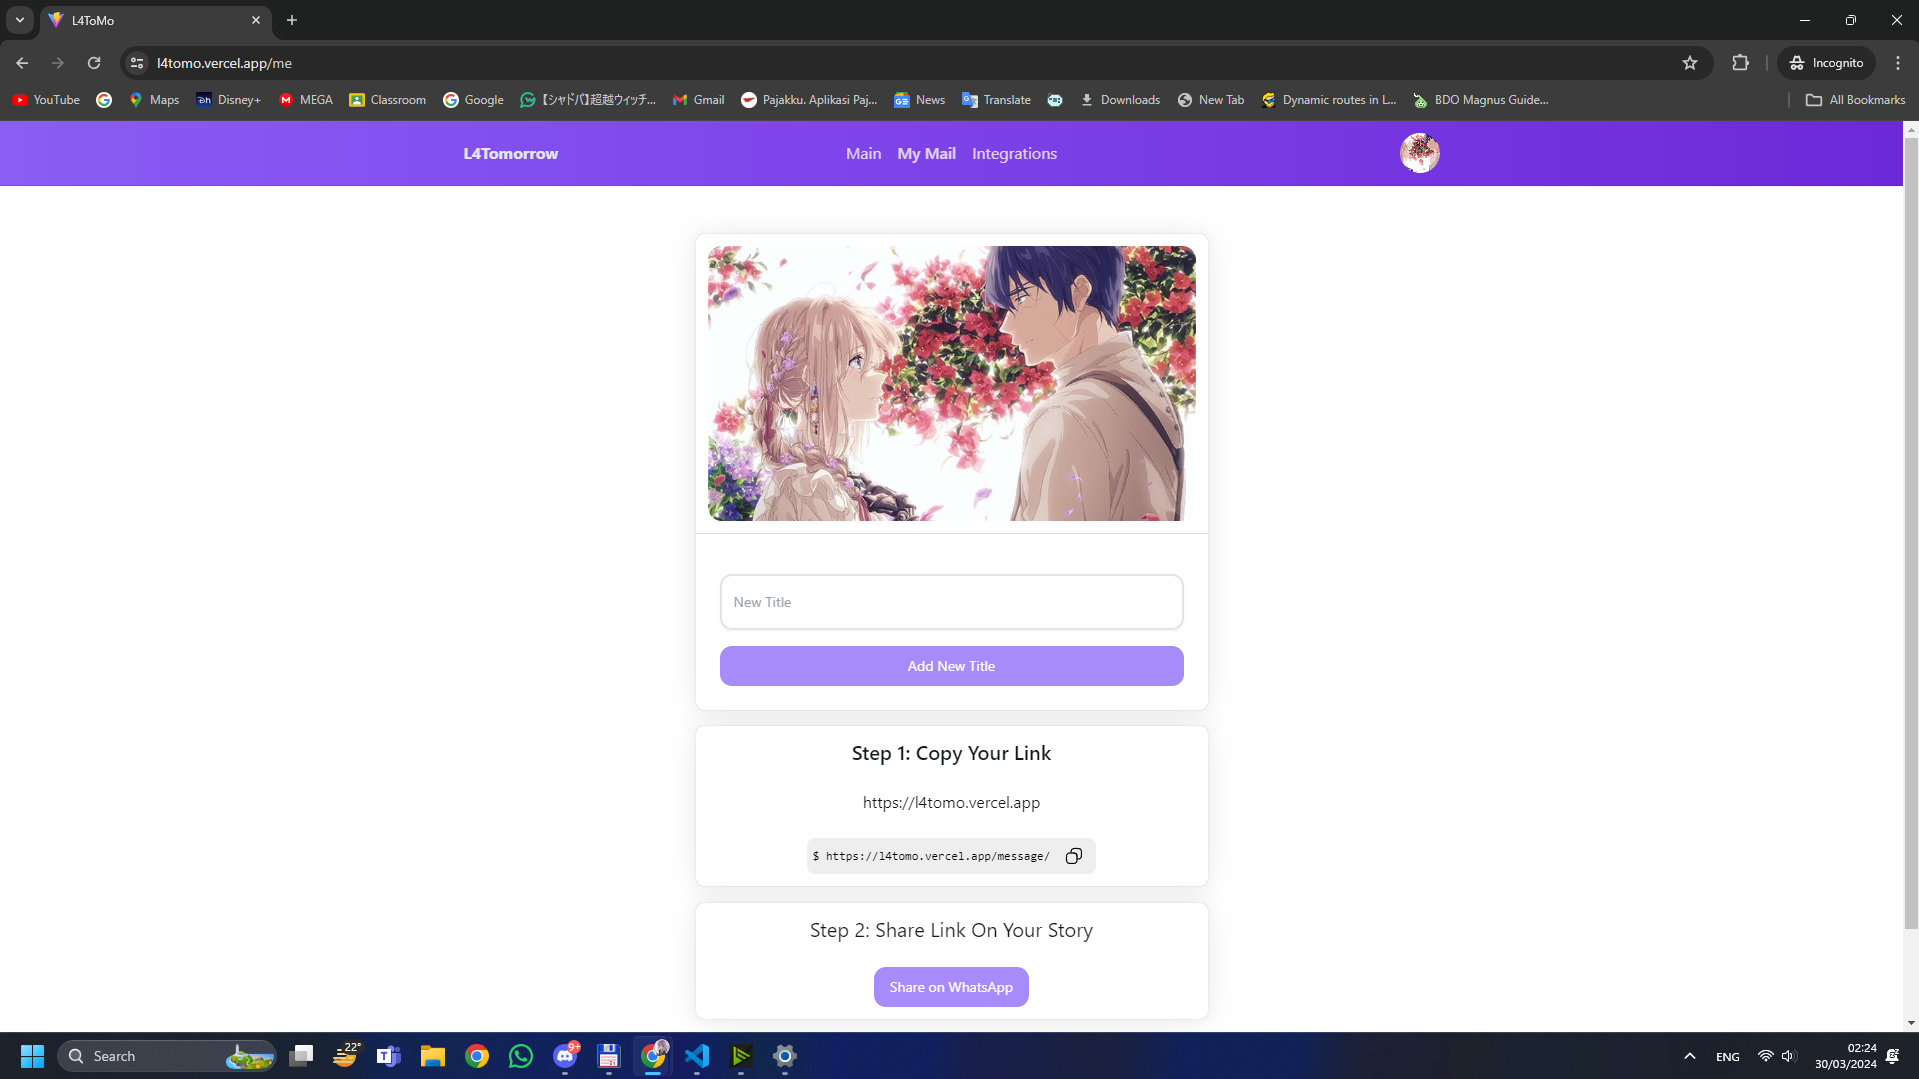 L4ToMo
l4tomo.vercel.app/me
Incognito
YouTube
Maps
Disney+
MEGA
Classroom
Google
【シャドバ】超越ウィッチ...
Gmail
Pajakku. Aplikasi Paj...
News
Translate
Downloads
New Tab
Dynamic routes in L...
BDO Magnus Guide...
All Bookmarks
L4Tomorrow
Main
My Mail
Integrations
New Title
Add New Title
Step 1: Copy Your Link
https://l4tomo.vercel.app
$ https://l4tomo.vercel.app/message/
Step 2: Share Link On Your Story
Share on WhatsApp
Search
22°
9+
ENG
02:24
30/03/2024